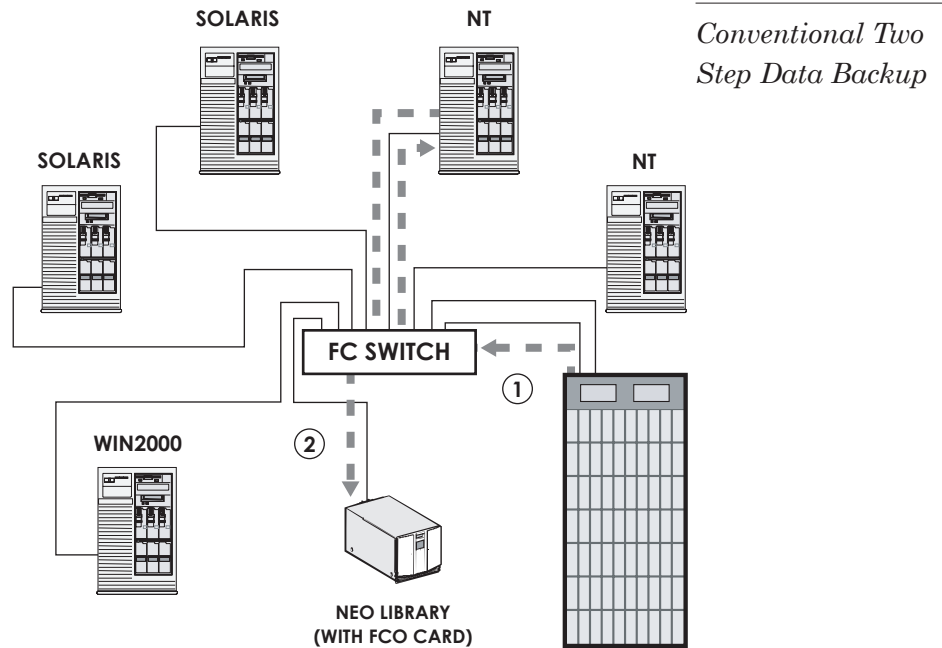 SOLARIS
NT
Conventional Two
Step Data Backup
SOLARIS
NT
FC SWITCH
1
2
WIN2000
NEO LIBRARY
(WITH FCO CARD)